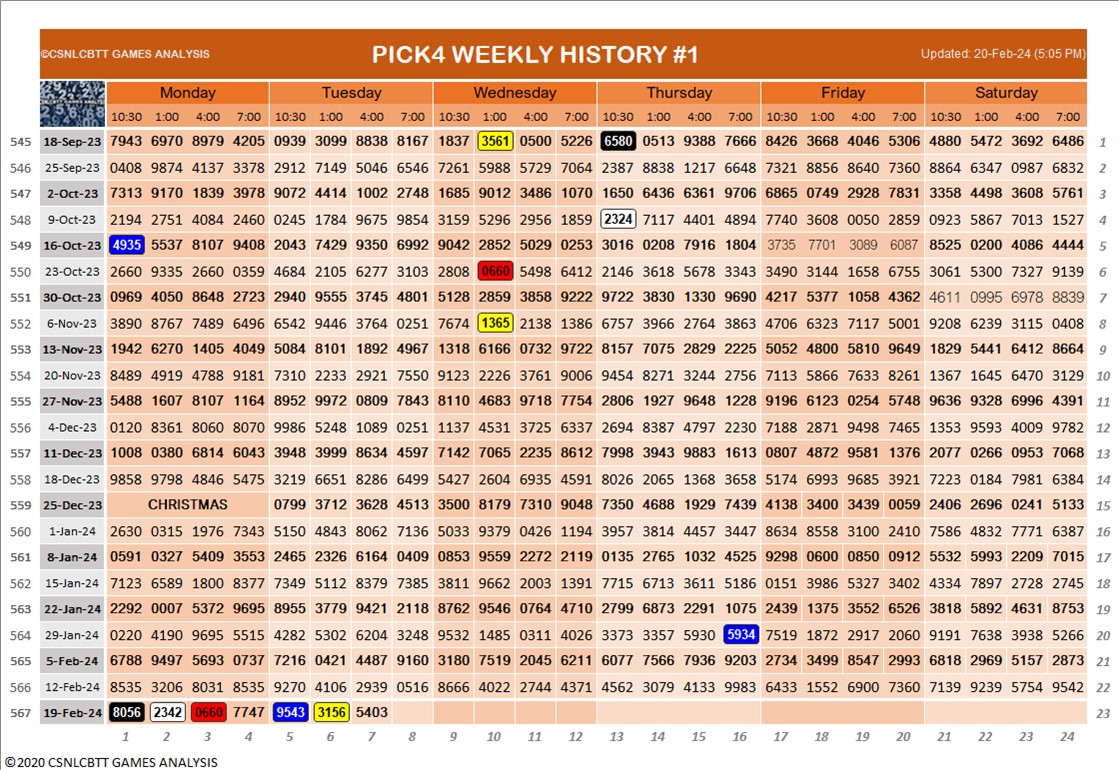 ©CSNLCBTT GAMES ANALYSIS PICK4 WEEKLY HISTORY #1 Updated: 20-Feb-24 (5:05 PM)
Monday Tuesday Wednesday Thursday Friday Saturday
10:30 1:00 4:00 7:00 10:30 1:00 4:00 7:00 10:30 1:00 4:00 7:00 10:30 1:00 4:00 7:00 10:30 1:00 4:00 7:00 10:30 1:00 4:00 7:00
545 18-Sep-23 7943 6970 8979 4205 0939 3099 8838 8167 1837 3561 0500 5226 6580 0513 9388 7666 8426 3668 4046 5306 4880 5472 3692 6486 1
546 25-Sep-23 0408 9874 4137 3378 2912 7149 5046 6546 7261 5988 5729 7064 2387 8838 1217 6648 7321 8856 8640 7360 8864 6347 0987 6832 2
547 2-Oct-23 7313 9170 1839 3978 9072 4414 1002 2748 1685 9012 3486 1070 1650 6436 6361 9706 6865 0749 2928 7831 3358 4498 3608 5761 3
548 9-Oct-23 2194 2751 4084 2460 0245 1784 9675 9854 3159 5296 2956 1859 2324 7117 4401 4894 7740 3608 0050 2859 0923 5867 7013 1527 4
549 16-Oct-23 4935 5537 8107 9408 2043 7429 9350 6992 9042 2852 5029 0253 3016 0208 7916 1804 3735 7701 3089 6087 8525 0200 4086 4444 5
550 23-Oct-23 2660 9335 2660 0359 4684 2105 6277 3103 2808 0660 5498 6412 2146 3618 5678 3343 3490 3144 1658 6755 3061 5300 7327 9139 6
551 30-Oct-23 0969 4050 8648 2723 2940 9555 3745 4801 5128 2859 3858 9222 9722 3830 1330 9690 4217 5377 1058 4362 4611 0995 6978 8839 7
552 6-Nov-23 3890 8767 7489 6496 6542 9446 3764 0251 7674 1365 2138 1386 6757 3966 2764 3863 4706 6323 7117 5001 9208 6239 3115 0408 8
553 13-Nov-23 1942 6270 1405 4049 5084 8101 1892 4967 1318 6166 0732 9722 8157 7075 2829 2225 5052 4800 5810 9649 1829 5441 6412 8664 9
554 20-Nov-23 8489 4919 4788 9181 7310 2233 2921 7550 9123 2226 3761 9006 9454 8271 3244 2756 7113 5866 7633 8261 1367 1645 6470 3129 10
555 27-Nov-23 5488 1607 8107 1164 8952 9972 0809 7843 8110 4683 9718 7754 2806 1927 9648 1228 9196 6123 0254 5748 9636 9328 6996 4391 11
556 4-Dec-23 0120 8361 8060 8070 9986 5248 1089 0251 1137 4531 3725 6337 2694 8387 4797 2230 7188 2871 9498 7465 1353 9593 4009 9782 12
557 11-Dec-23 1008 0380 6814 6043 3948 3999 8634 4597 7142 7065 2235 8612 7998 3943 9883 1613 0807 4872 9581 1376 2077 0266 0953 7068 13
558 18-Dec-23 9858 9798 4846 5475 3219 6651 8286 6499 5427 2604 6935 4591 8026 2065 1368 3658 5174 6993 9685 3921 7223 0184 7981 6384 14
559 25-Dec-23 CHRISTMAS 0799 3712 3628 4513 3500 8179 7310 9048 7350 4688 1929 7439 4138 3400 3439 0059 2406 2696 0241 5133 15
560 1-Jan-24 2630 0315 1976 7343 5150 4843 8062 7136 5033 9379 0426 1194 3957 3814 4457 3447 8634 8558 3100 2410 7586 4832 7771 6387 16
561 8-Jan-24 0591 0327 5409 3553 2465 2326 6164 0409 0853 9559 2272 2119 0135 2765 1032 4525 9298 0600 0850 0912 5532 5993 2209 7015 17
562 15-Jan-24 7123 6589 1800 8377 7349 5112 8379 7385 3811 9662 2003 1391 7715 6713 3611 5186 0151 3986 5327 3402 4334 7897 2728 2745 18
563 22-Jan-24 2292 0007 5372 9695 8955 3779 9421 2118 8762 9546 0764 4710 2799 6873 2291 1075 2439 1375 3552 6526 3818 5892 4631 8753 19
564 29-Jan-24 0220 4190 9695 5515 4282 5302 6204 3248 9532 1485 0311 4026 3373 3357 5930 5934 7519 1872 2917 2060 9191 7638 3938 5266 20
565 5-Feb-24 6788 9497 5693 0737 7216 0421 4487 9160 3180 7519 2045 6211 6077 7566 7936 9203 2734 3499 8547 2993 6818 2969 5157 2873 21
566 12-Feb-24 8535 3206 8031 8535 9270 4106 2939 0516 8666 4022 2744 4371 4562 3079 4133 9983 6433 1552 6900 7360 7139 9239 5754 9542 22
567 19-Feb-24 8056 2342 0660 7747 9543 3156 5403 23
1 2 3 4 5 6 7 8 9 10 11 12 13 14 15 16 17 18 19 20 21 22 23 24
©2020 CSNLCBTT GAMES ANALYSIS